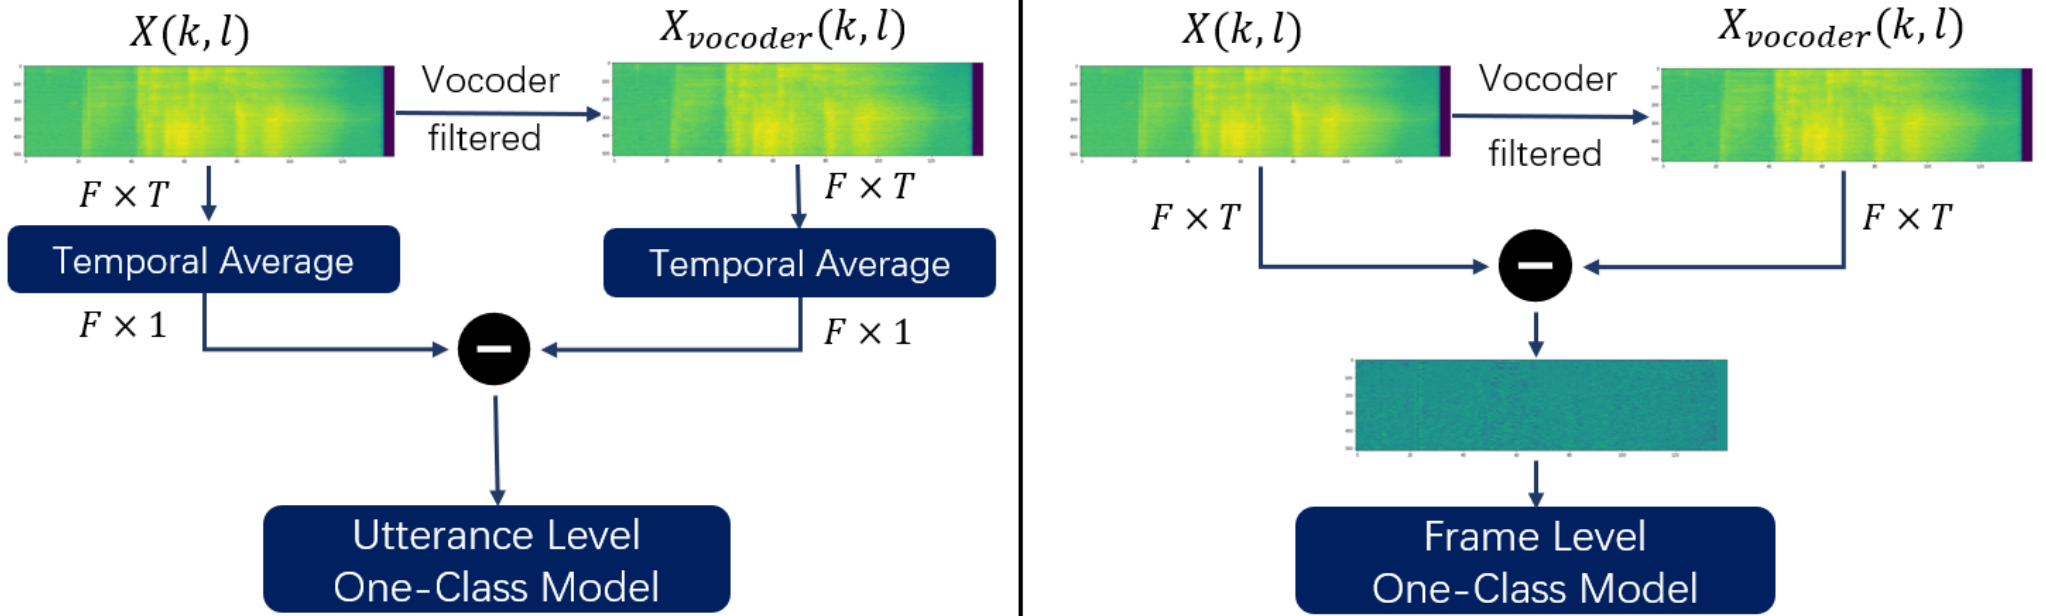 X(k, l)
X_vocoder(k, l)
Vocoder
filtered
F × T
F × T
Temporal Average
Temporal Average
F × 1
F × 1
Utterance Level
One-Class Model
X(k, l)
X_vocoder(k, l)
Vocoder
filtered
F × T
F × T
Frame Level
One-Class Model